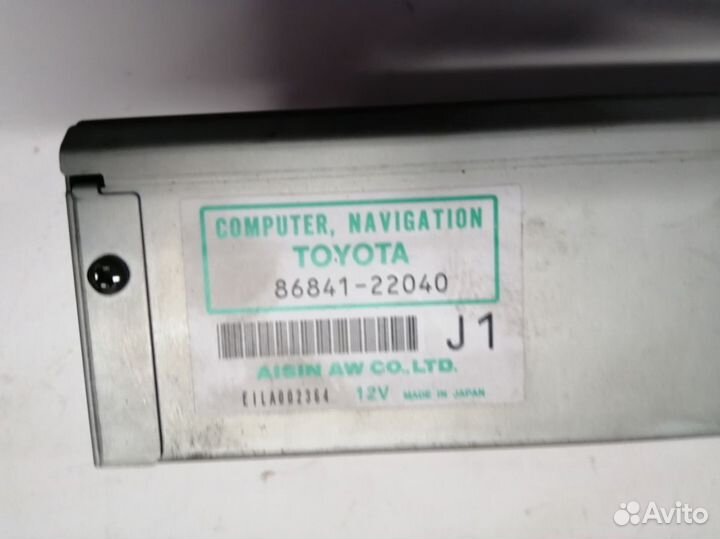 COMPUTER, NAVIGATION
TOYOTA
86841-22040
J1
AISIN AW CO., LTD.
E1LA002364 12V MADE IN JAPAN
Avito